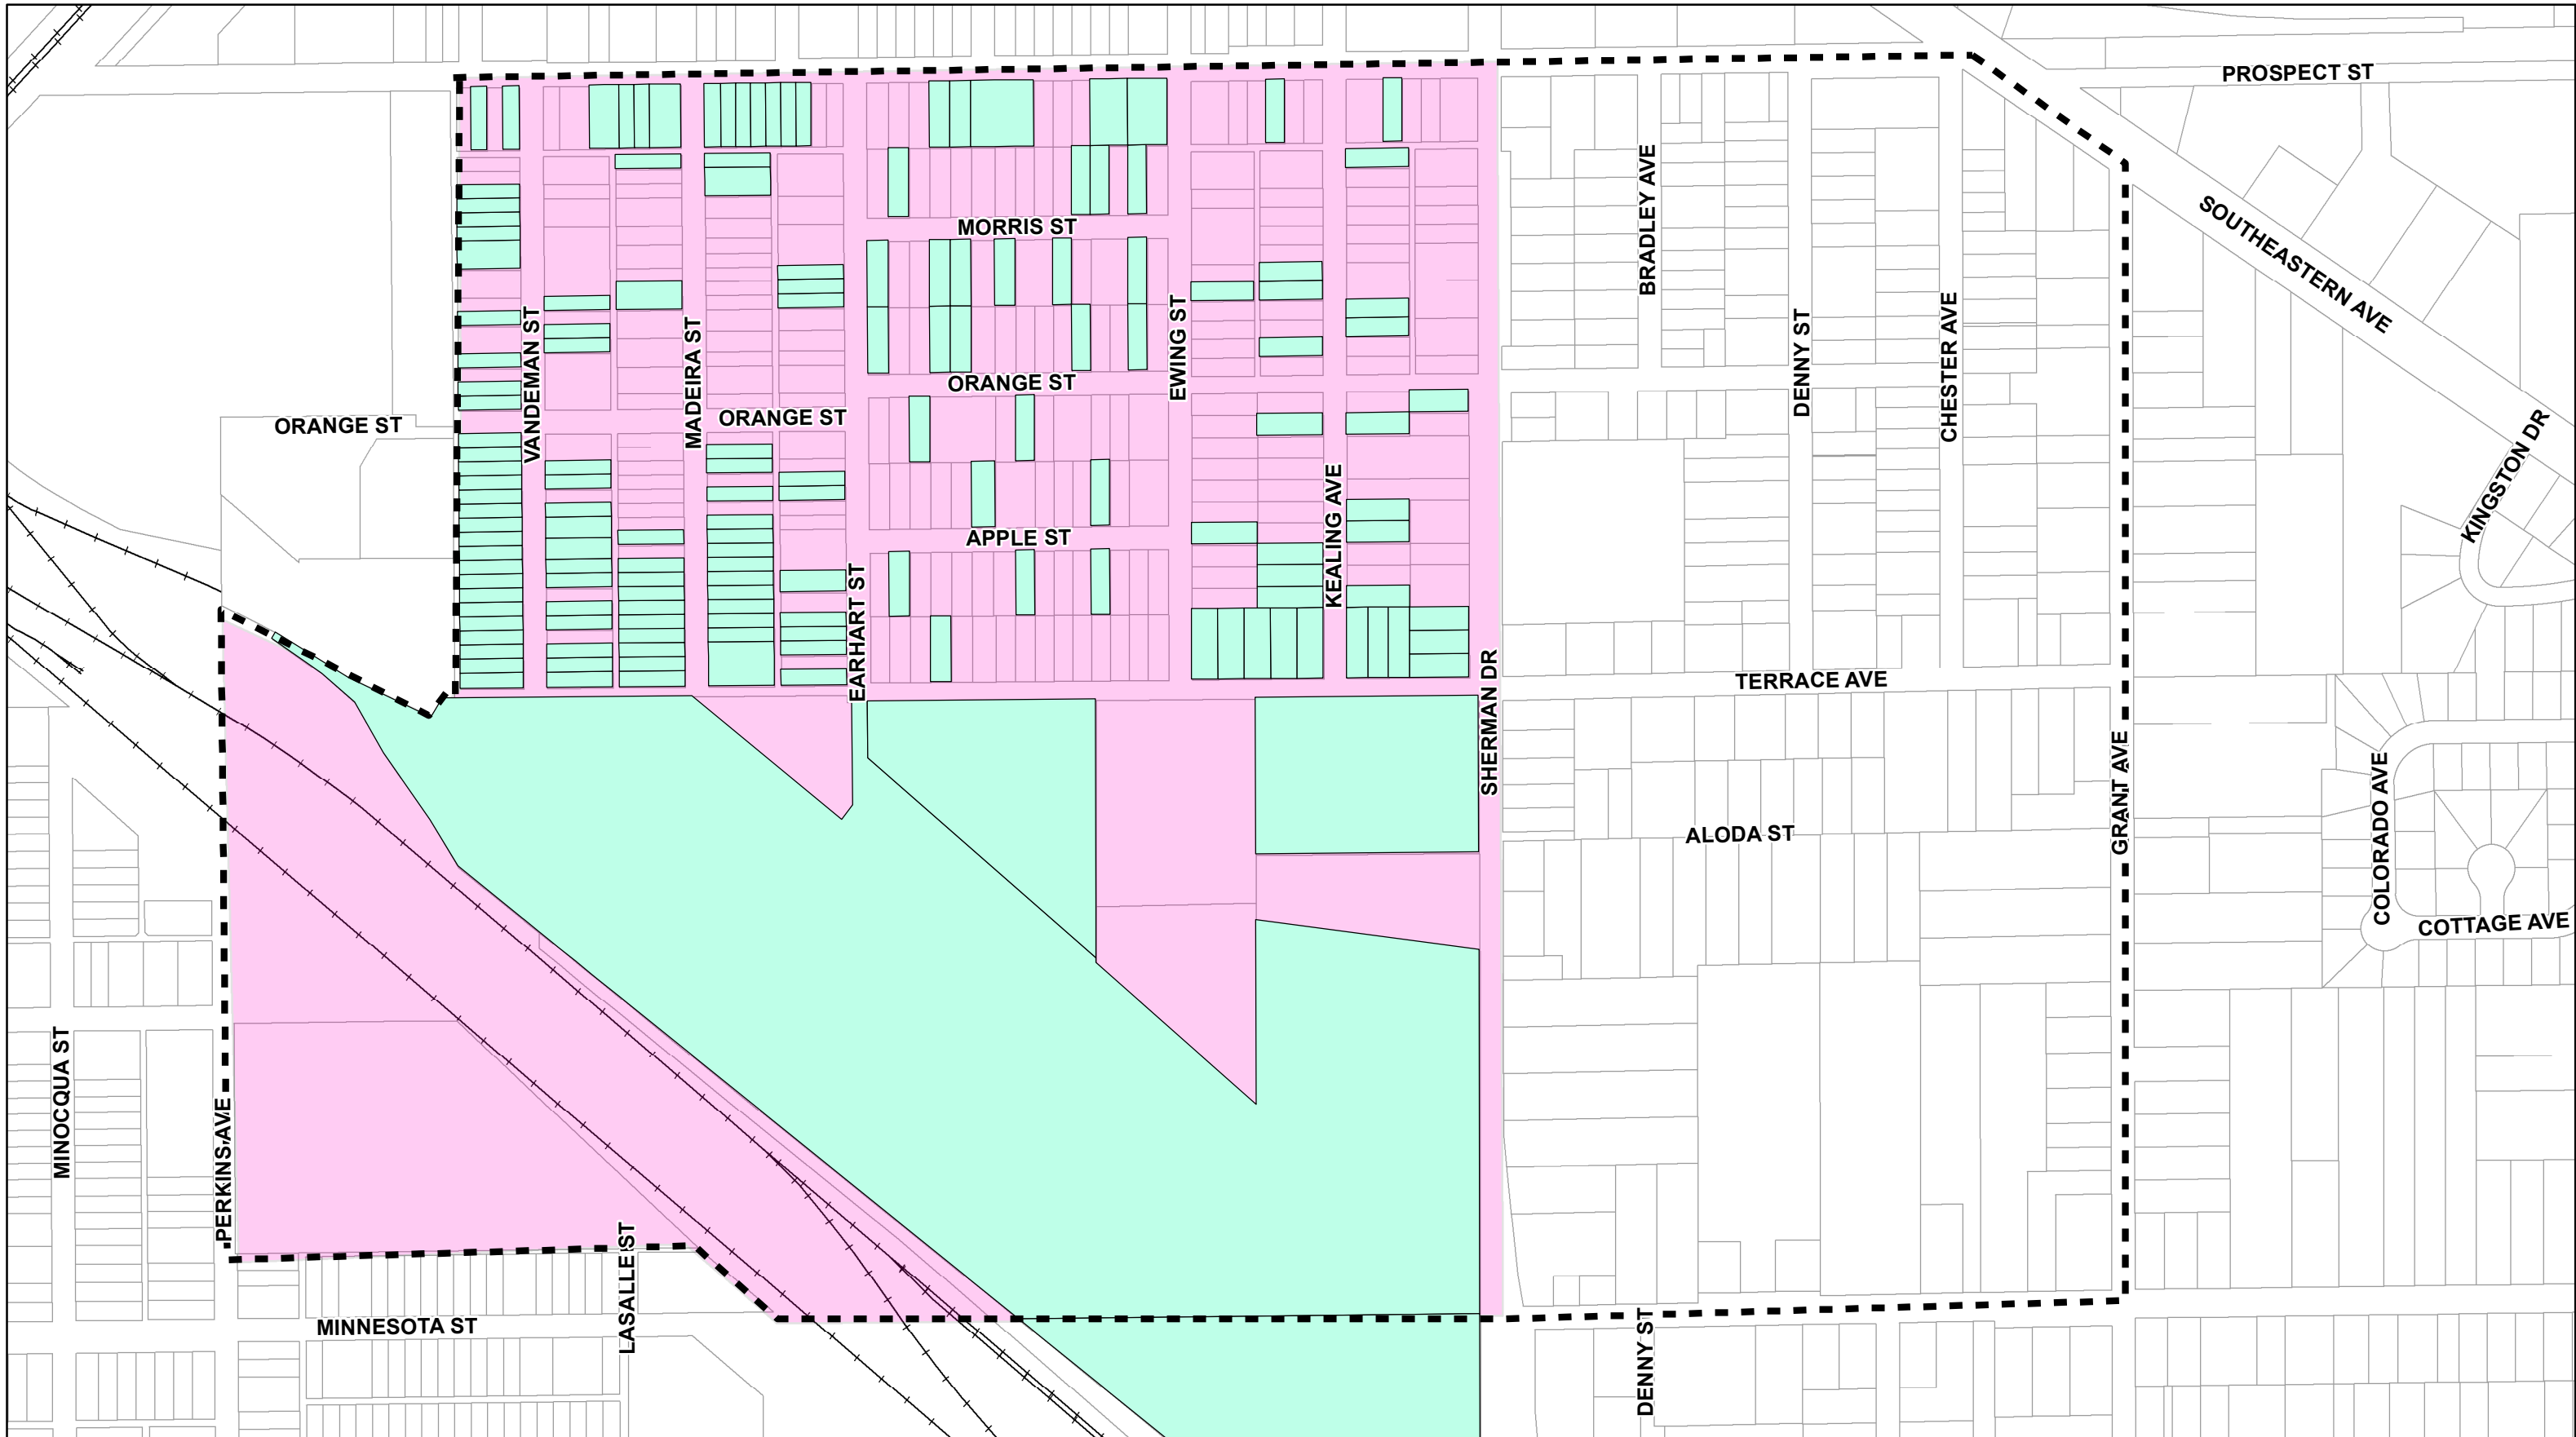 PROSPECT ST
BRADLEY AVE
MORRIS ST
SOUTHEASTERN AVE
EWING ST
CHESTER AVE
VANDEMAN ST
DENNY ST
MADEIRA ST
ORANGE ST
ORANGE ST
ORANGE ST
KINGSTON DR
KEALING AVE
APPLE ST
EARHART ST
TERRACE AVE
SHERMAN DR
GRANT AVE
ALODA ST
COLORADO AVE
COTTAGE AVE
MINOCQUA ST
PERKINS AVE
LASALLE ST
MINNESOTA ST
DENNY ST